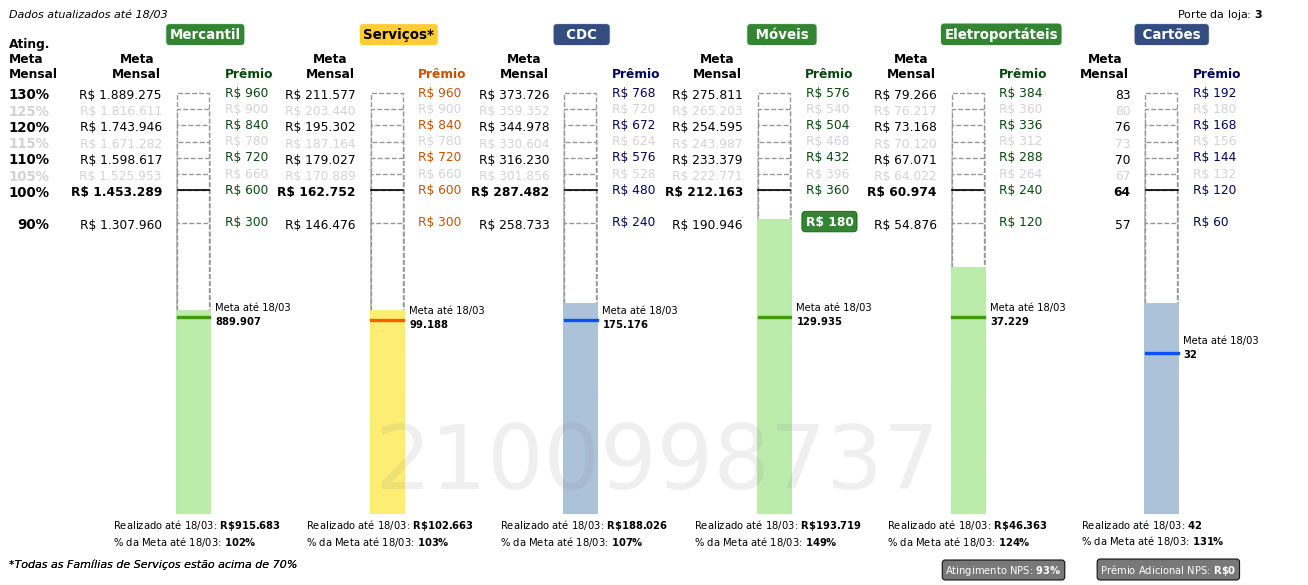 Dados atualizados até 18/03
Porte da loja: 3
Mercantil Serviços* CDC Móveis Eletroportáteis Cartões
Ating. Meta Mensal
Meta Mensal Prêmio Meta Mensal Prêmio Meta Mensal Prêmio Meta Mensal Prêmio Meta Mensal Prêmio Meta Mensal Prêmio
130% R$ 1.889.275 R$ 960 R$ 211.577 R$ 960 R$ 373.726 R$ 768 R$ 275.811 R$ 576 R$ 79.266 R$ 384 83 R$ 192
125% R$ 1.816.611 R$ 900 R$ 203.440 R$ 900 R$ 359.352 R$ 720 R$ 265.203 R$ 540 R$ 76.217 R$ 360 80 R$ 180
120% R$ 1.743.946 R$ 840 R$ 195.302 R$ 840 R$ 344.978 R$ 672 R$ 254.595 R$ 504 R$ 73.168 R$ 336 76 R$ 168
115% R$ 1.671.282 R$ 780 R$ 187.164 R$ 780 R$ 330.604 R$ 624 R$ 243.987 R$ 468 R$ 70.120 R$ 312 73 R$ 156
110% R$ 1.598.617 R$ 720 R$ 179.027 R$ 720 R$ 316.230 R$ 576 R$ 233.379 R$ 432 R$ 67.071 R$ 288 70 R$ 144
105% R$ 1.525.953 R$ 660 R$ 170.889 R$ 660 R$ 301.856 R$ 528 R$ 222.771 R$ 396 R$ 64.022 R$ 264 67 R$ 132
100% R$ 1.453.289 R$ 600 R$ 162.752 R$ 600 R$ 287.482 R$ 480 R$ 212.163 R$ 360 R$ 60.974 R$ 240 64 R$ 120
90% R$ 1.307.960 R$ 300 R$ 146.476 R$ 300 R$ 258.733 R$ 240 R$ 190.946 R$ 180 R$ 54.876 R$ 120 57 R$ 60
Meta até 18/03 Meta até 18/03 Meta até 18/03 Meta até 18/03 Meta até 18/03
889.907 99.188 175.176 129.935 37.229
Meta até 18/03
32
2100998737
Realizado até 18/03: R$915.683 Realizado até 18/03: R$102.663 Realizado até 18/03: R$188.026 Realizado até 18/03: R$193.719 Realizado até 18/03: R$46.363 Realizado até 18/03: 42
% da Meta até 18/03: 102% % da Meta até 18/03: 103% % da Meta até 18/03: 107% % da Meta até 18/03: 149% % da Meta até 18/03: 124% % da Meta até 18/03: 131%
*Todas as Famílias de Serviços estão acima de 70%
Atingimento NPS: 93% Prêmio Adicional NPS: R$0